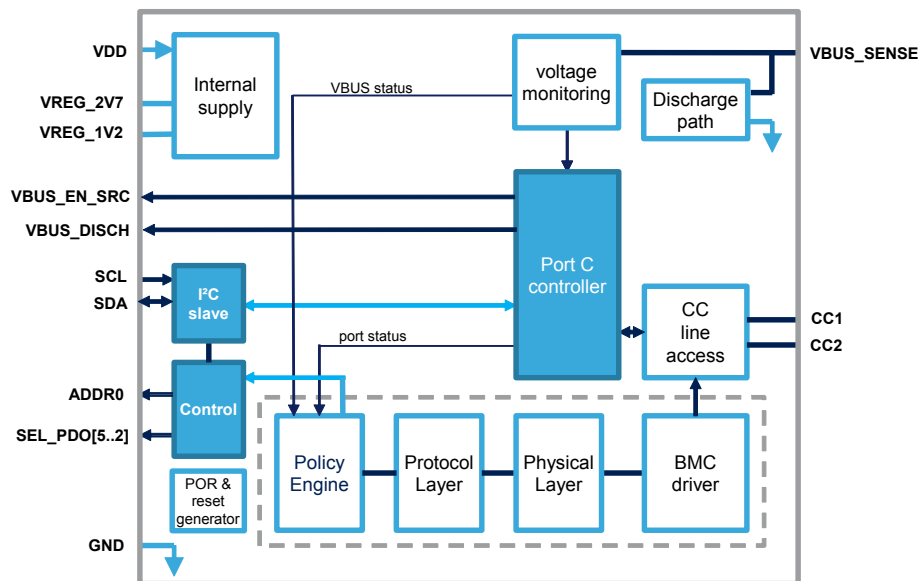 VDD
VREG_2V7
VREG_1V2
Internal
supply
VBUS status
voltage
monitoring
VBUS_SENSE
Discharge
path
VBUS_EN_SRC
VBUS_DISCH
Port C
controller
SCL
SDA
I²C
slave
port status
CC
line
access
CC1
CC2
ADDR0
SEL_PDO[5..2]
Control
POR &
reset
generator
Policy
Engine
Protocol
Layer
Physical
Layer
BMC
driver
GND